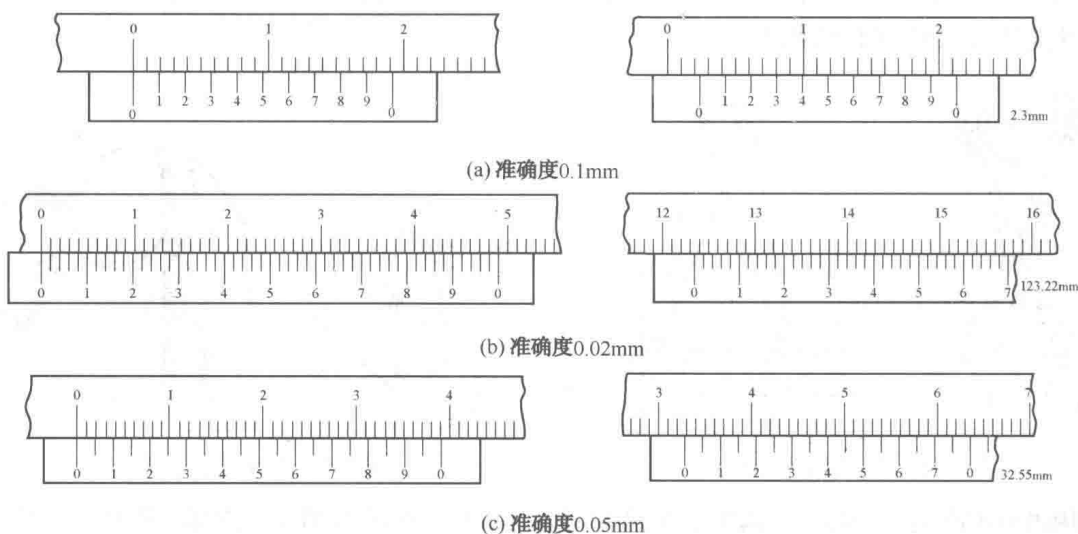 0 1 2
0 1 2 3 4 5 6 7 8 9 0
0 1 2
0 1 2 3 4 5 6 7 8 9 0
2.3mm
(a) 准确度0.1mm
0 1 2 3 4 5
0 1 2 3 4 5 6 7 8 9 0
12 13 14 15 16
0 1 2 3 4 5 6 7
123.22mm
(b) 准确度0.02mm
0 1 2 3 4
0 1 2 3 4 5 6 7 8 9 0
3 4 5 6 7
0 1 2 3 4 5 6 7 0
32.55mm
(c) 准确度0.05mm